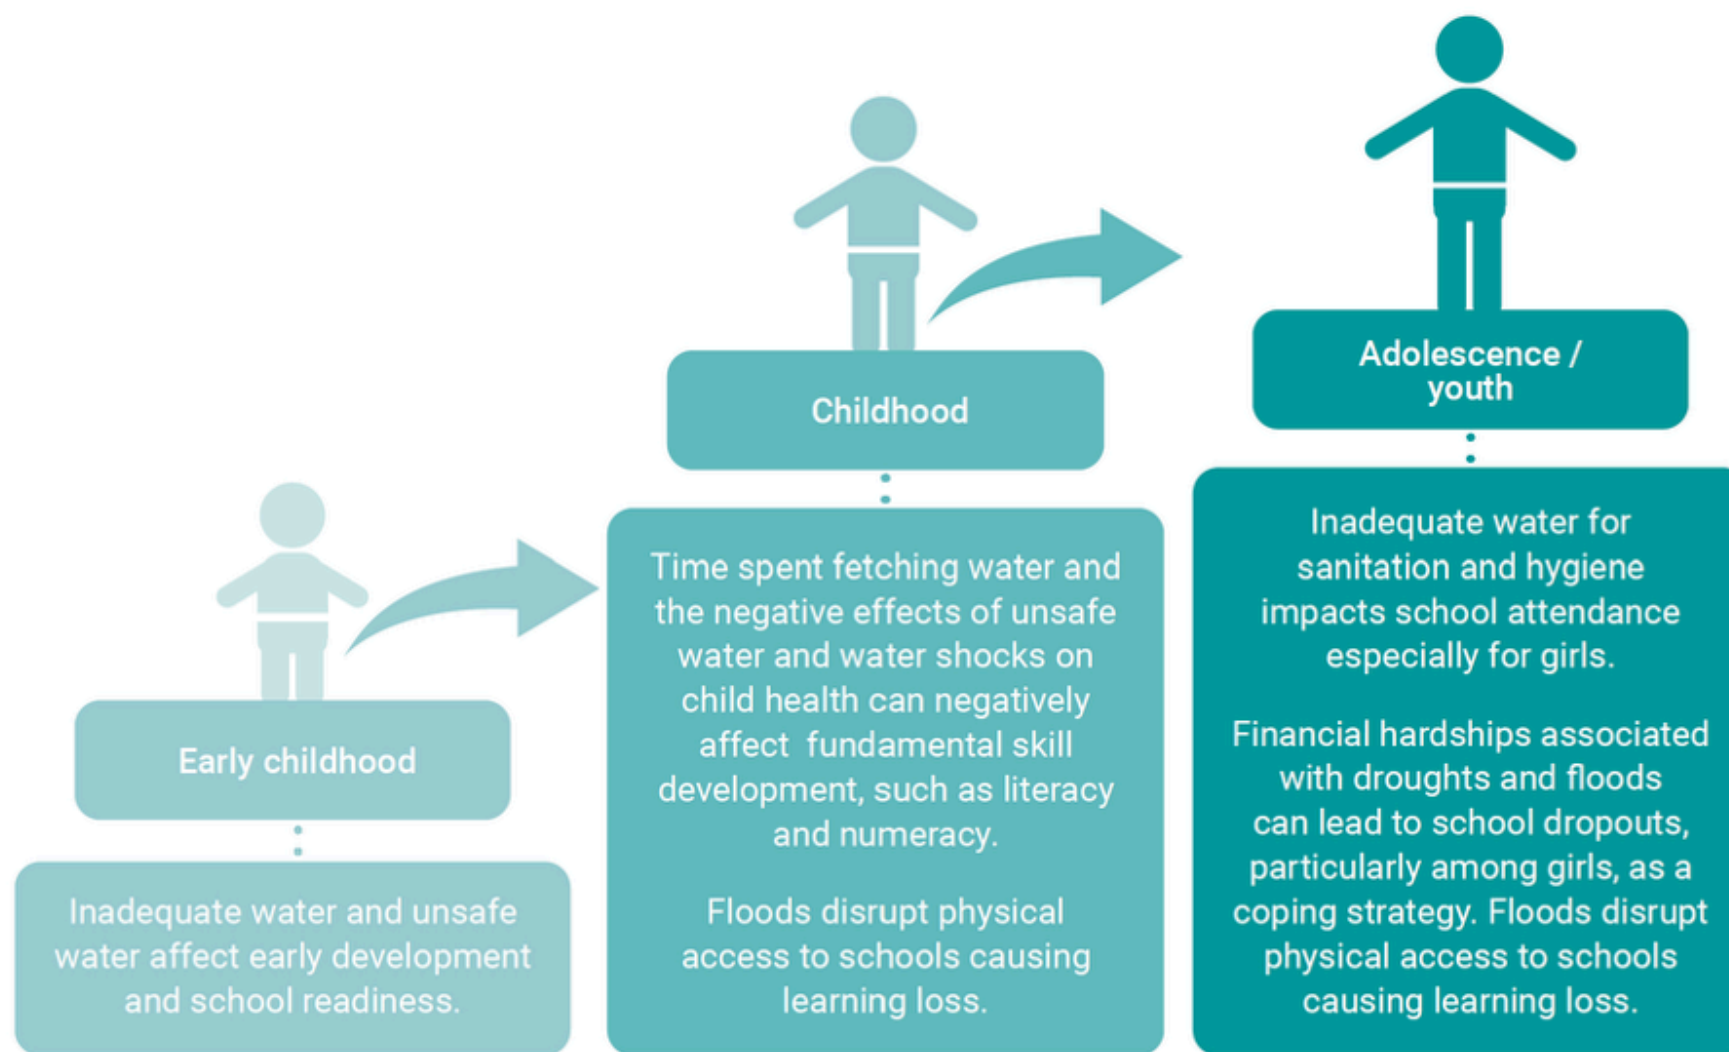 Early childhood
Inadequate water and unsafe
water affect early development
and school readiness.
Childhood
Time spent fetching water and
the negative effects of unsafe
water and water shocks on
child health can negatively
affect fundamental skill
development, such as literacy
and numeracy.
Floods disrupt physical
access to schools causing
learning loss.
Adolescence /
youth
Inadequate water for
sanitation and hygiene
impacts school attendance
especially for girls.
Financial hardships associated
with droughts and floods
can lead to school dropouts,
particularly among girls, as a
coping strategy. Floods disrupt
physical access to schools
causing learning loss.